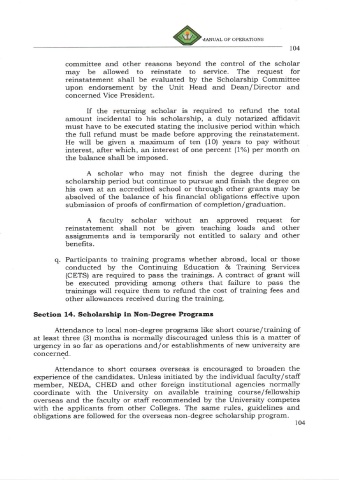 MANUAL OF OPERATIONS
104
committee and other reasons beyond the control of the scholar
may be allowed to reinstate to service. The request for
reinstatement shall be evaluated by the Scholarship Committee
upon endorsement by the Unit Head and Dean/Director and
concerned Vice President.
If the returning scholar is required to refund the total
amount incidental to his scholarship, a duly notarized affidavit
must have to be executed stating the inclusive period within which
the full refund must be made before approving the reinstatement.
He will be given a maximum of ten (10) years to pay without
interest, after which, an interest of one percent (1%) per month on
the balance shall be imposed.
A scholar who may not finish the degree during the
scholarship period but continue to pursue and finish the degree on
his own at an accredited school or through other grants may be
absolved of the balance of his financial obligations effective upon
submission of proofs of confirmation of completion/graduation.
A faculty scholar without an approved request for
reinstatement shall not be given teaching loads and other
assignments and is temporarily not entitled to salary and other
benefits.
q. Participants to training programs whether abroad, local or those
conducted by the Continuing Education & Training Services
(CETS) are required to pass the trainings. A contract of grant will
be executed providing among others that failure to pass the
trainings will require them to refund the cost of training fees and
other allowances received during the training.
Section 14. Scholarship in Non-Degree Programs
Attendance to local non-degree programs like short course/training of
at least three (3) months is normally discouraged unless this is a matter of
urgency in so far as operations and/or establishments of new university are
concerned.
Attendance to short courses overseas is encouraged to broaden the
experience of the candidates. Unless initiated by the individual faculty/staff
member, NEDA, CHED and other foreign institutional agencies normally
coordinate with the University on available training course/fellowship
overseas and the faculty or staff recommended by the University competes
with the applicants from other Colleges. The same rules, guidelines and
obligations are followed for the overseas non-degree scholarship program.
104